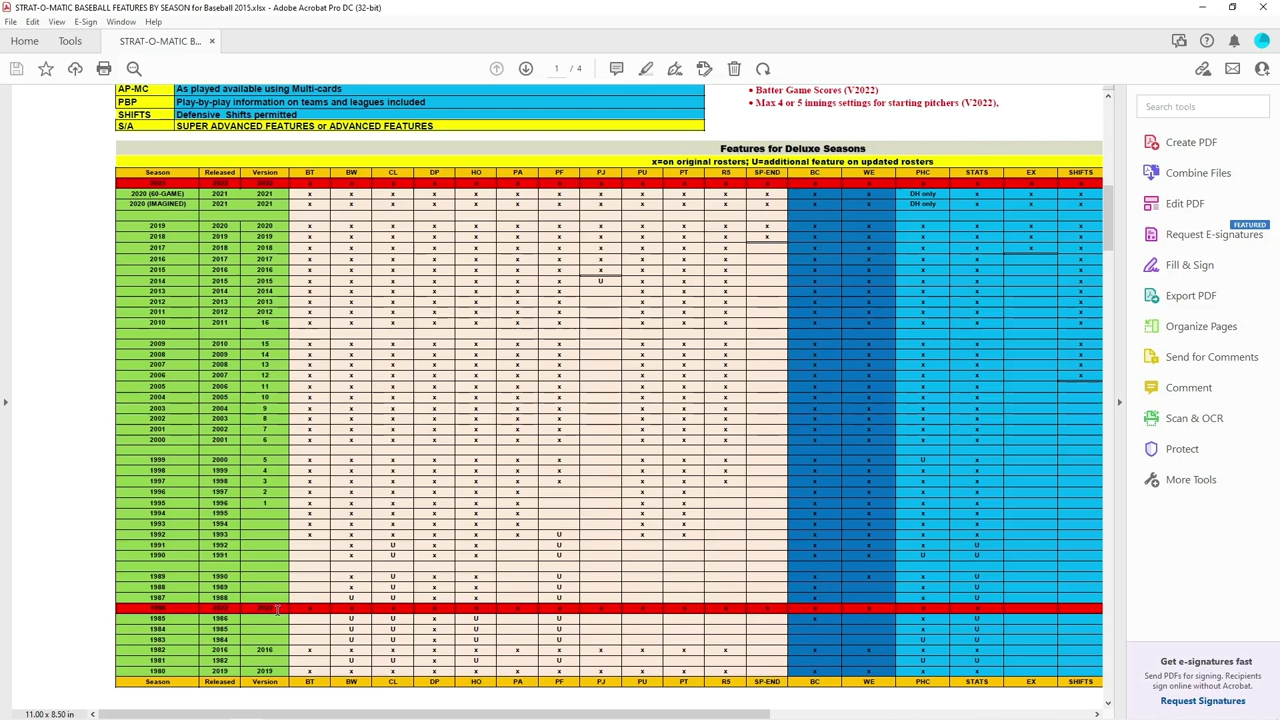 STRAT-O-MATIC BASEBALL FEATURES BY SEASON for Baseball 2015.xlsx - Adobe Acrobat Pro DC (32-bit)
File Edit View E-Sign Window Help
Home Tools STRAT-O-MATIC B... ×
1 / 4
AP-MC As played available using Multi-cards
PBP Play-by-play information on teams and leagues included
SHIFTS Defensive Shifts permitted
S/A SUPER ADVANCED FEATURES or ADVANCED FEATURES
• Batter Game Scores (V2022)
• Max 4 or 5 innings settings for starting pitchers (V2022),
Features for Deluxe Seasons
x=on original rosters; U=additional feature on updated rosters
Season Released Version BT BW CL DP HO PA PF PJ PU PT R5 SP-END BC WE PHC STATS EX SHIFTS
2021 2022 2022 x x x x x x x x x x x x x x x x x x
2020 (60-GAME) 2021 2021 x x x x x x x x x x x x x x DH only x x x
2020 (IMAGINED) 2021 2021 x x x x x x x x x x x x x x DH only x x x
2019 2020 2020 x x x x x x x x x x x x x x x x x x
2018 2019 2019 x x x x x x x x x x x x x x x x x x
2017 2018 2018 x x x x x x x x x x x x x x x x x
2016 2017 2017 x x x x x x x x x x x x x x x x
2015 2016 2016 x x x x x x x x x x x x x x x x
2014 2015 2015 x x x x x x x U x x x x x x x x
2013 2014 2014 x x x x x x x x x x x x x x x
2012 2013 2013 x x x x x x x x x x x x x x x
2011 2012 2012 x x x x x x x x x x x x x x x
2010 2011 16 x x x x x x x x x x x x x x x
2009 2010 15 x x x x x x x x x x x x x x x
2008 2009 14 x x x x x x x x x x x x x x x
2007 2008 13 x x x x x x x x x x x x x x x
2006 2007 12 x x x x x x x x x x x x x x x
2005 2006 11 x x x x x x x x x x x x x x
2004 2005 10 x x x x x x x x x x x x x x
2003 2004 9 x x x x x x x x x x x x x x
2002 2003 8 x x x x x x x x x x x x x x
2001 2002 7 x x x x x x x x x x x x x x
2000 2001 6 x x x x x x x x x x x x x x
1999 2000 5 x x x x x x x x x x x x U x
1998 1999 4 x x x x x x x x x x x x x x
1997 1998 3 x x x x x x x x x x x x x x
1996 1997 2 x x x x x x x x x x x x
1995 1996 1 x x x x x x x x x x x x
1994 1995 x x x x x x x x x x x x
1993 1994 x x x x x x x x x x x x
1992 1993 x x x x x x U x x x x x x
1991 1992 x U x x U x x x U
1990 1991 x U x x U x x U U
1989 1990 x U x x U x x x U
1988 1989 x U x x U x x U
1987 1988 U U x x U x x U
1986 2022 2022 x x x x x x x x x x x x x x x x
1985 1986 U U x U U x x U
1984 1985 U U x U U x U
1983 1984 U U x U U U U
1982 2016 2016 x x x x x x x x x x x x x x x
1981 1982 U U x U U U U
1980 2019 2019 x x x x x x x x x x x x x x x x
Season Released Version BT BW CL DP HO PA PF PJ PU PT R5 SP-END BC WE PHC STATS EX SHIFTS
11.00 x 8.50 in
Search tools
Create PDF
Combine Files
Edit PDF
FEATURED
Request E-signatures
Fill & Sign
Export PDF
Organize Pages
Send for Comments
Comment
Scan & OCR
Protect
More Tools
Get e-signatures fast
Send PDFs for signing. Recipients
sign online without Acrobat.
Request Signatures